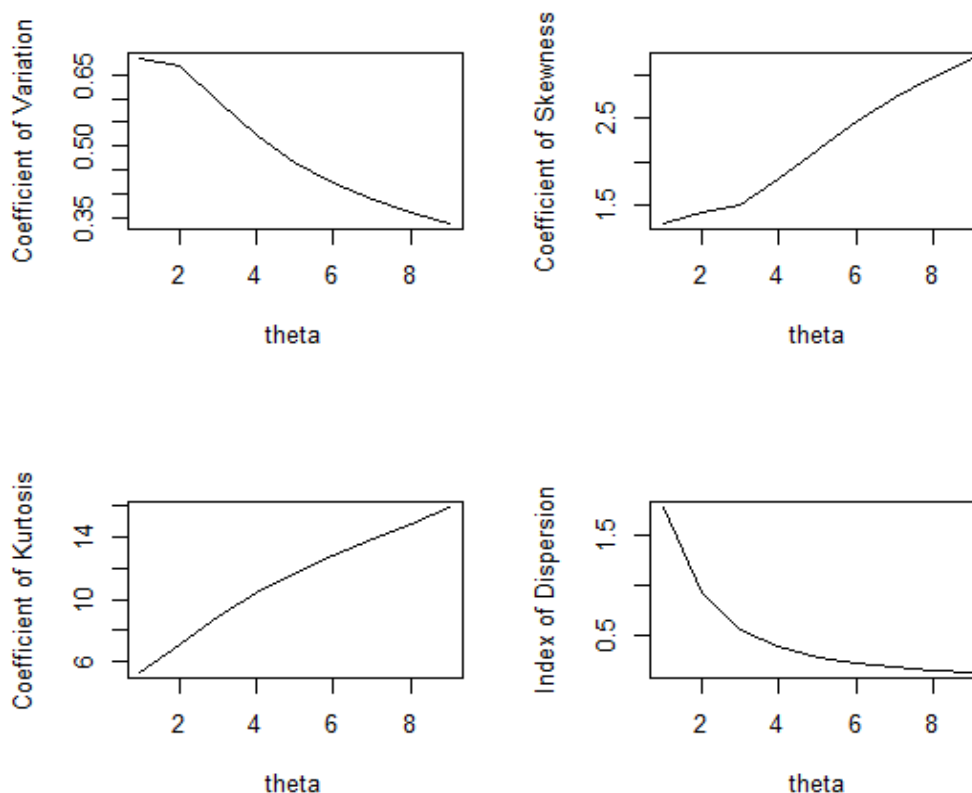 Coefficient of Variation
0.65
0.50
0.35
2 4 6 8
theta
Coefficient of Skewness
2.5
1.5
2 4 6 8
theta
Coefficient of Kurtosis
14
10
6
2 4 6 8
theta
Index of Dispersion
1.5
0.5
2 4 6 8
theta